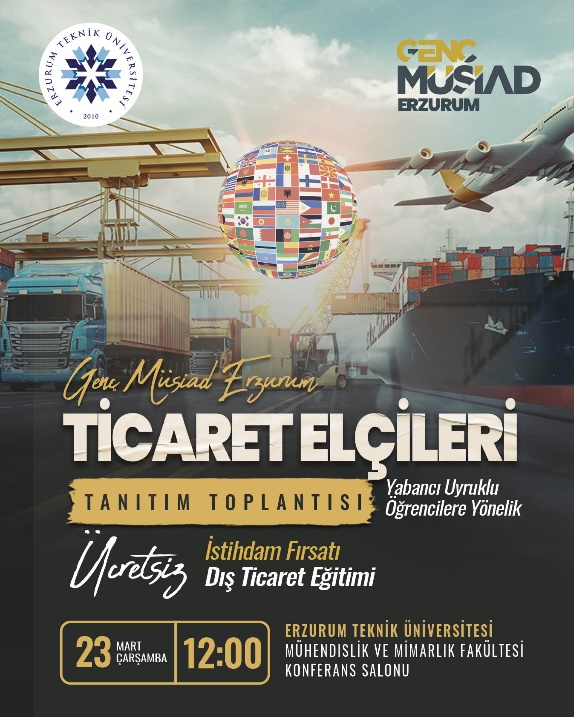 ERZURUM TEKNİK ÜNİVERSİTESİ
2010
GENÇ
MÜSİAD
ERZURUM
Genç Müsiad Erzurum
TİCARET ELÇİLERİ
TANITIM TOPLANTISI
Yabancı Uyruklu
Öğrencilere Yönelik
Ücretsiz
İstihdam Fırsatı
Dış Ticaret Eğitimi
23 MART
ÇARŞAMBA
12:00
ERZURUM TEKNİK ÜNİVERSİTESİ
MÜHENDİSLİK VE MİMARLIK FAKÜLTESİ
KONFERANS SALONU